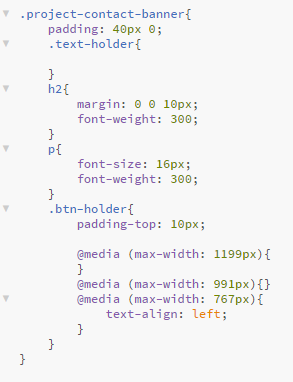 .project-contact-banner{
    padding: 40px 0;
    .text-holder{

    }
    h2{
        margin: 0 0 10px;
        font-weight: 300;
    }
    p{
        font-size: 16px;
        font-weight: 300;
    }
    .btn-holder{
        padding-top: 10px;

        @media (max-width: 1199px){
        }
        @media (max-width: 991px){}
        @media (max-width: 767px){
            text-align: left;
        }
    }
}